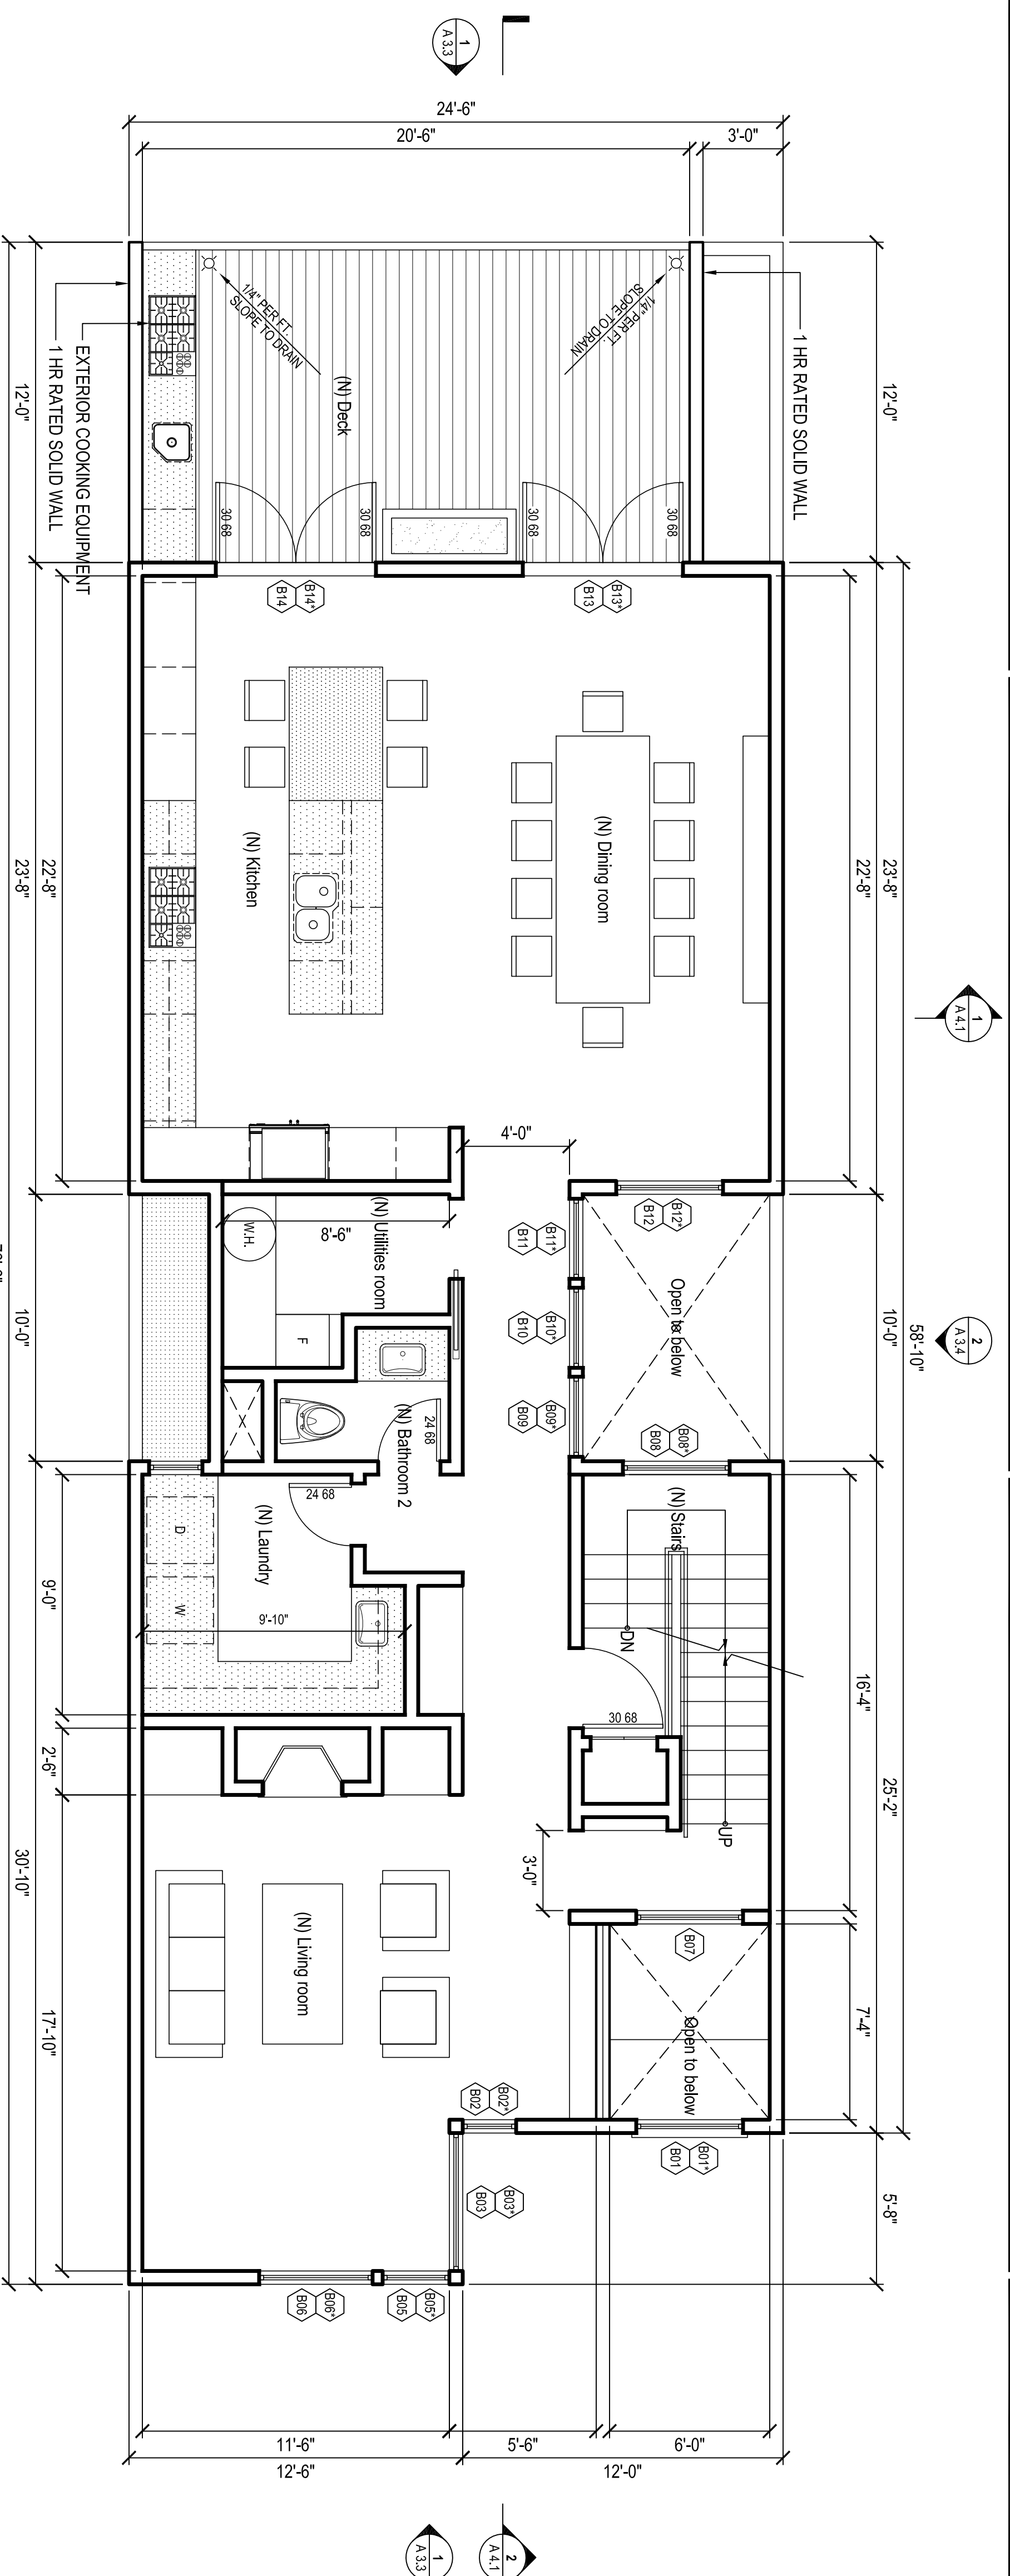 1
A 3.3
24'-6"
20'-6"
3'-0"
12'-0"
1 HR RATED SOLID WALL
1/4" PER FT.
SLOPE TO DRAIN
1/4" PER FT.
SLOPE TO DRAIN
(N) Deck
12'-0"
1 HR RATED SOLID WALL
EXTERIOR COOKING EQUIPMENT
30 68
30 68
30 68
30 68
B14*
B14
B13*
B13
22'-8"
23'-8"
22'-8"
23'-8"
(N) Kitchen
(N) Dining room
1
A 4.1
4'-0"
B12*
B12
B11*
B11
B10*
B10
B09*
B09
B08*
B08
Open to below
10'-0"
58'-10"
2
A 3.4
8'-6"
(N) Utilities room
W.H.
F
10'-0"
(N) Bathroom 2
24 68
24 68
(N) Laundry
D
W
9'-10"
9'-0"
(N) Stairs
DN
UP
30 68
16'-4"
25'-2"
2'-6"
30'-10"
17'-10"
3'-0"
(N) Living room
B07
Open to below
7'-4"
B02*
B02
B01*
B01
B03*
B03
5'-8"
B06*
B06
B05*
B05
11'-6"
12'-6"
5'-6"
6'-0"
12'-0"
1
A 3.3
2
A 4.1